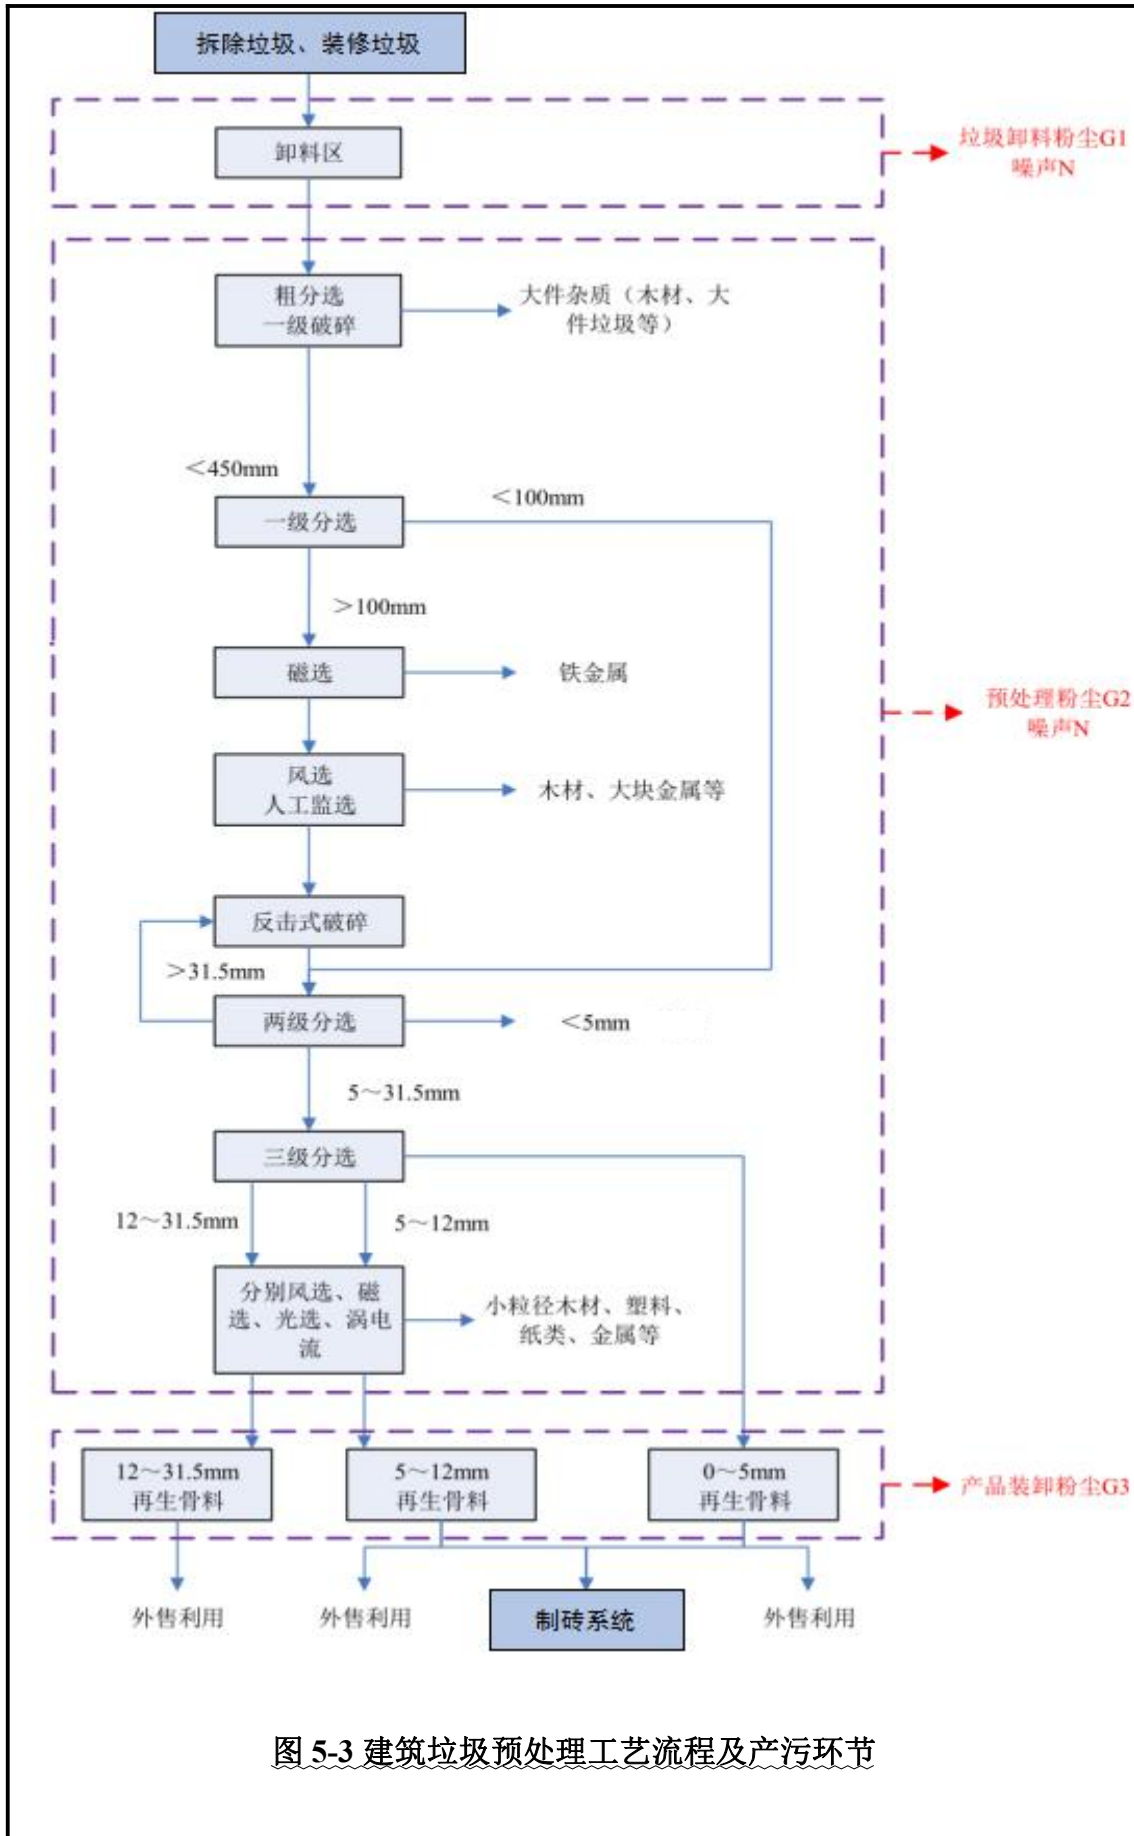 拆除垃圾、装修垃圾
卸料区
垃圾卸料粉尘G1
噪声N
粗分选
一级破碎
大件杂质（木材、大
件垃圾等）
＜450mm
＜100mm
一级分选
＞100mm
磁选
铁金属
预处理粉尘G2
噪声N
风选
人工监选
木材、大块金属等
反击式破碎
＞31.5mm
两级分选
＜5mm
5～31.5mm
三级分选
12～31.5mm
5～12mm
分别风选、磁
选、光选、涡电
流
小粒径木材、塑料、
纸类、金属等
12～31.5mm
再生骨料
5～12mm
再生骨料
0～5mm
再生骨料
产品装卸粉尘G3
外售利用
外售利用
制砖系统
外售利用
图 5-3 建筑垃圾预处理工艺流程及产污环节